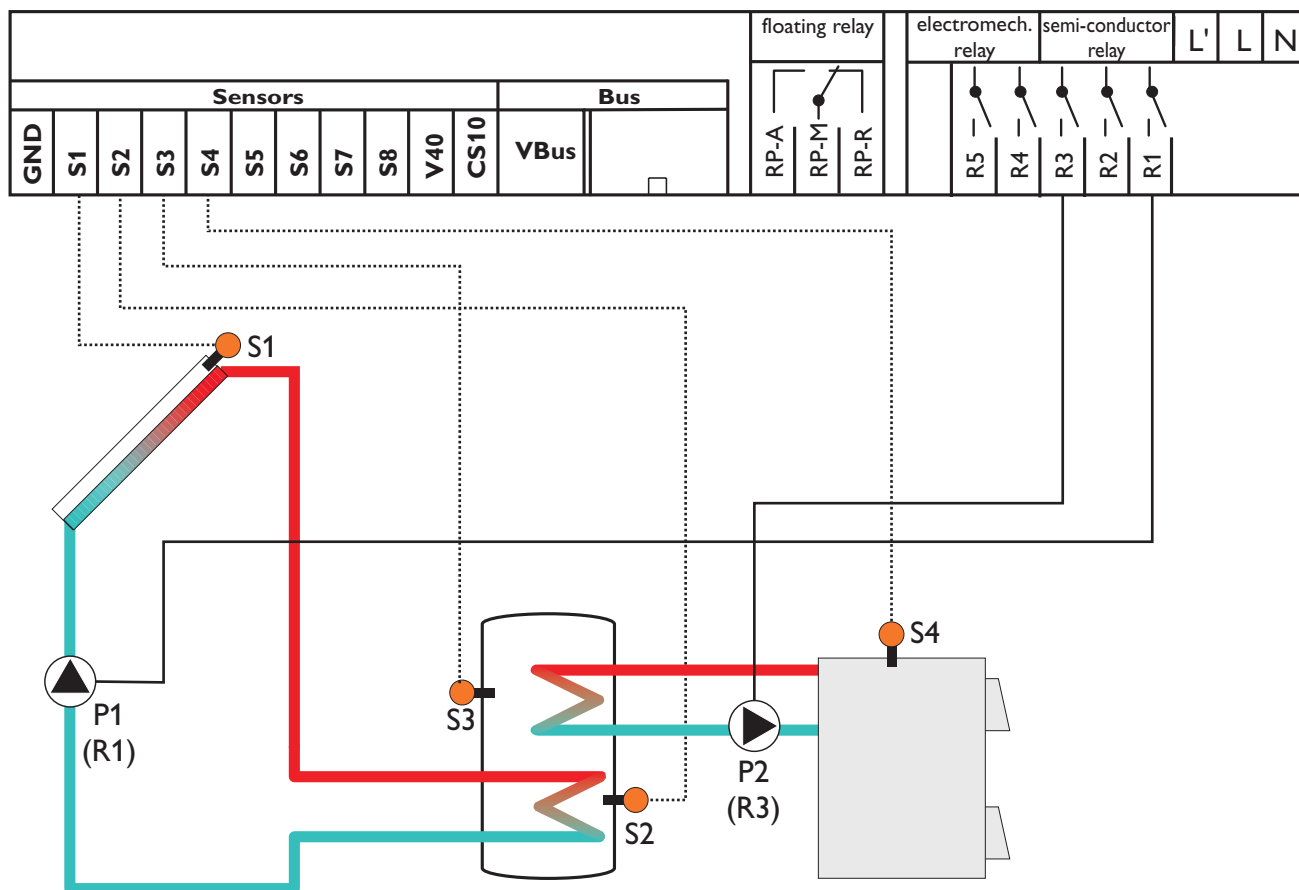 floating relay
electromech.
relay
semi-conductor
relay
L' L N
Sensors Bus
GND S1 S2 S3 S4 S5 S6 S7 S8 V40 CS10 VBus
RP-A RP-M RP-R
R5 R4 R3 R2 R1
S1
S4
S3
P1
(R1)
P2
(R3)
S2